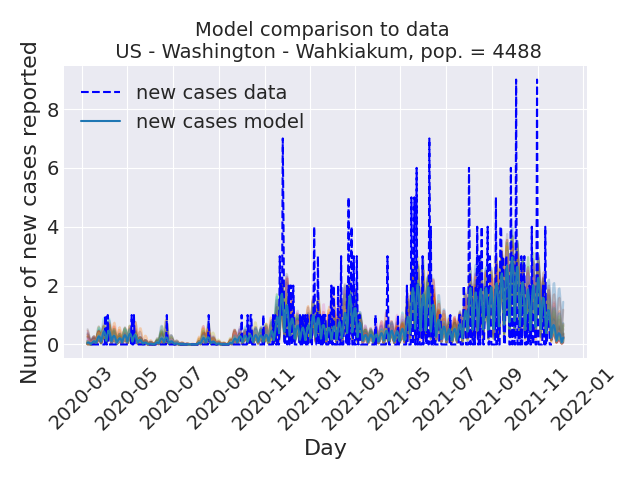 Model comparison to data
US - Washington - Wahkiakum, pop. = 4488
Number of new cases reported
new cases data
new cases model
8
6
4
2
0
2020-03
2020-05
2020-07
2020-09
2020-11
2021-01
2021-03
2021-05
2021-07
2021-09
2021-11
2022-01
Day